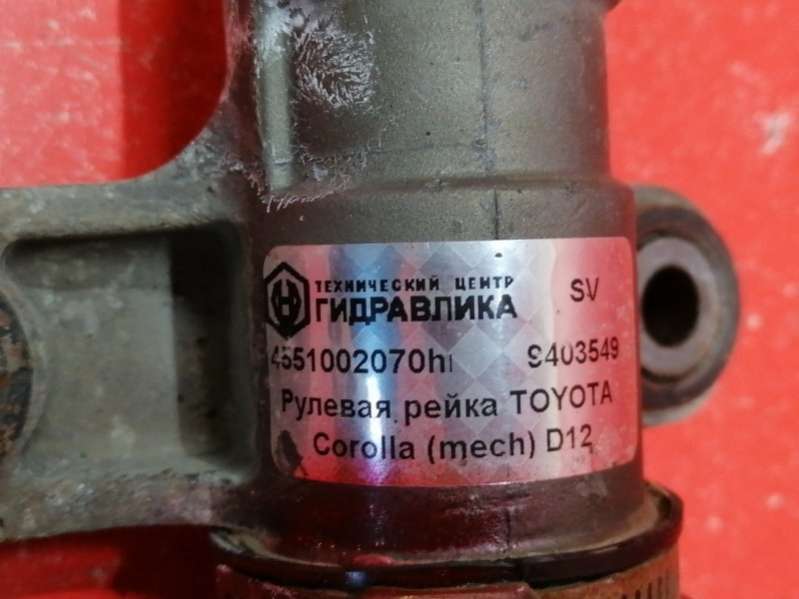 ТЕХНИЧЕСКИЙ ЦЕНТР
ГИДРАВЛИКА SV
4551002070hr 9403549
Рулевая рейка TOYOTA
Corolla (mech) D12